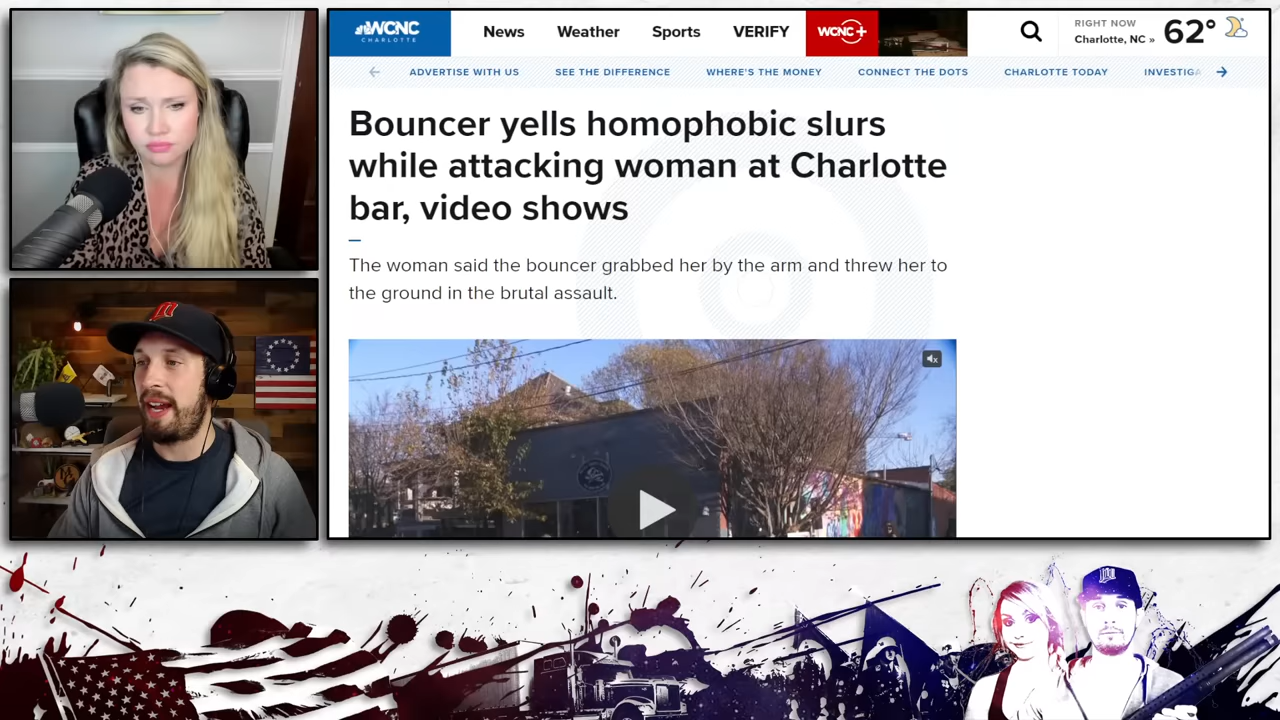 WCNC
CHARLOTTE
News
Weather
Sports
VERIFY
WCNC+
RIGHT NOW
Charlotte, NC »
62°
ADVERTISE WITH US
SEE THE DIFFERENCE
WHERE'S THE MONEY
CONNECT THE DOTS
CHARLOTTE TODAY
INVESTIGA
Bouncer yells homophobic slurs
while attacking woman at Charlotte
bar, video shows
The woman said the bouncer grabbed her by the arm and threw her to
the ground in the brutal assault.